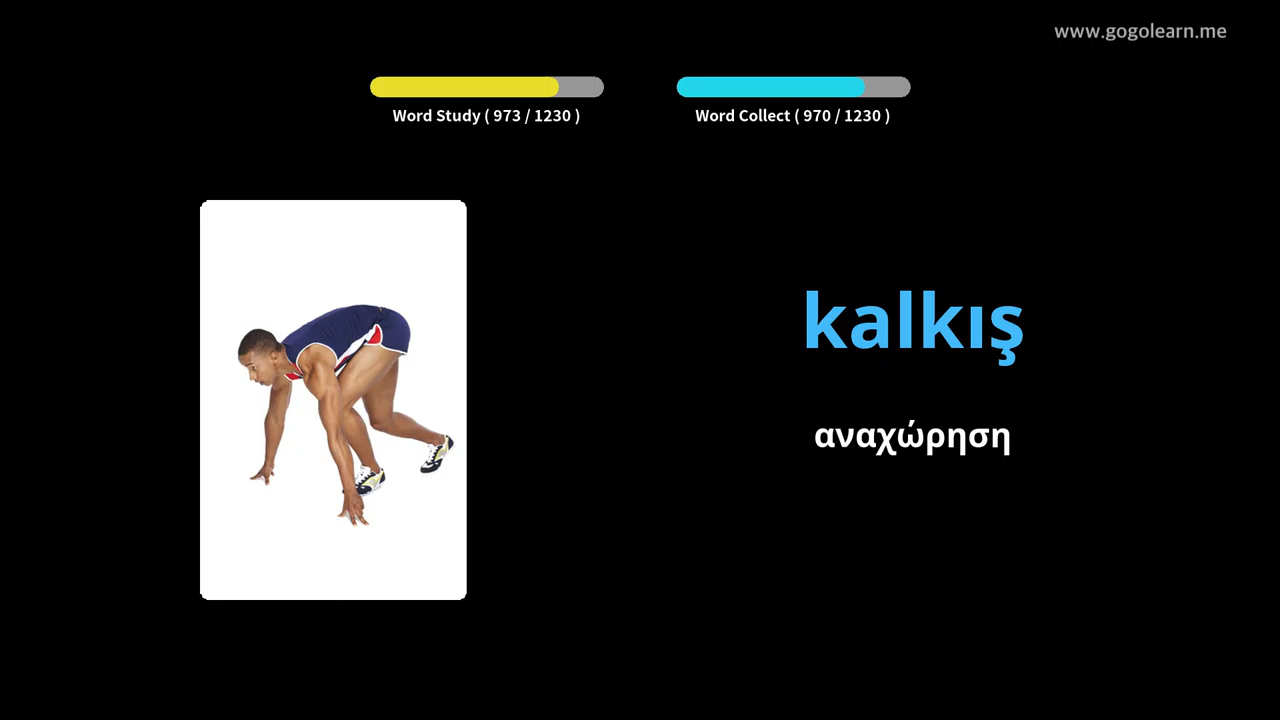 www.gogolearn.me
Word Study ( 973 / 1230 )
Word Collect ( 970 / 1230 )
kalkış
αναχώρηση